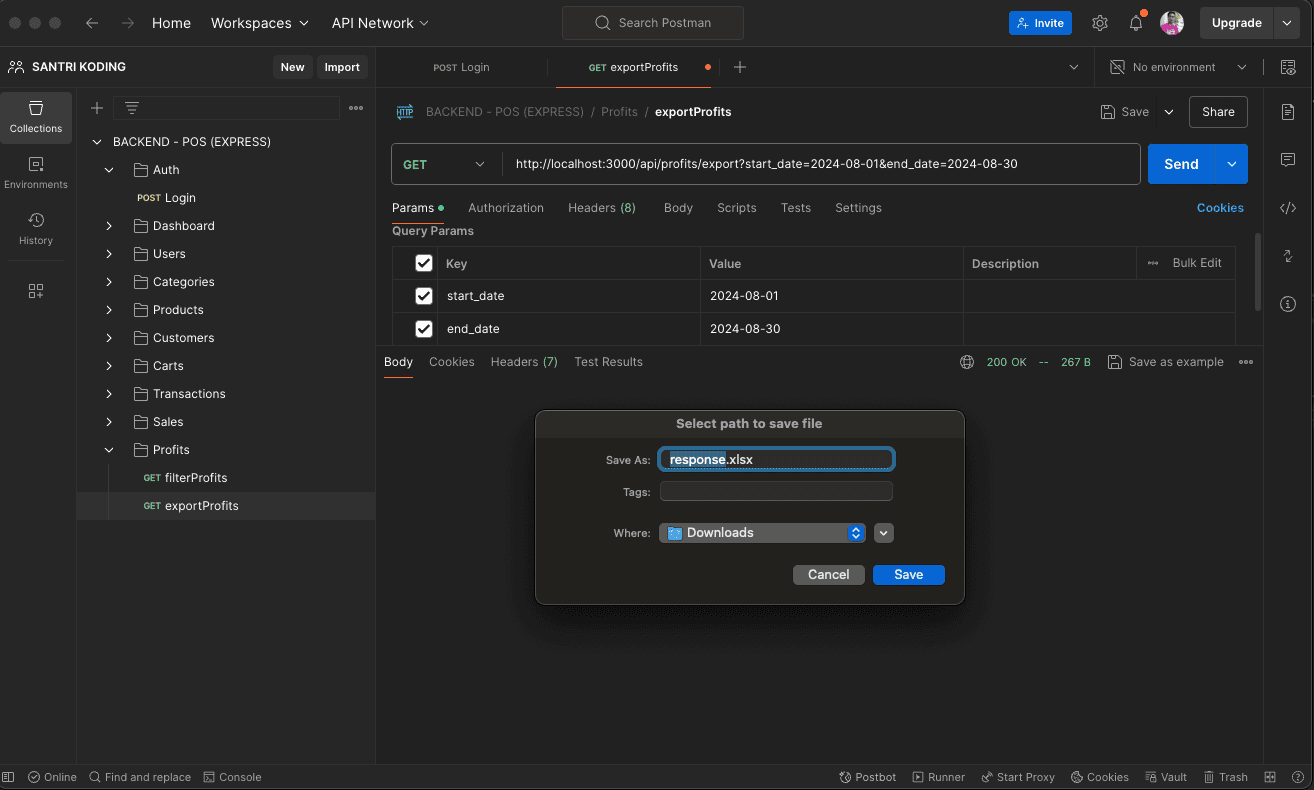 Home Workspaces API Network Search Postman Invite Upgrade
SANTRI KODING New Import POST Login GET exportProfits No environment
Collections
Environments
History
BACKEND - POS (EXPRESS)
Auth
POST Login
Dashboard
Users
Categories
Products
Customers
Carts
Transactions
Sales
Profits
GET filterProfits
GET exportProfits
HTTP BACKEND - POS (EXPRESS) / Profits / exportProfits Save Share
GET http://localhost:3000/api/profits/export?start_date=2024-08-01&end_date=2024-08-30 Send
Params Authorization Headers (8) Body Scripts Tests Settings Cookies
Query Params
Key Value Description Bulk Edit
start_date 2024-08-01
end_date 2024-08-30
Body Cookies Headers (7) Test Results 200 OK -- 267 B Save as example
Select path to save file
Save As: response.xlsx
Tags:
Where: Downloads
Cancel Save
Online Find and replace Console Postbot Runner Start Proxy Cookies Vault Trash